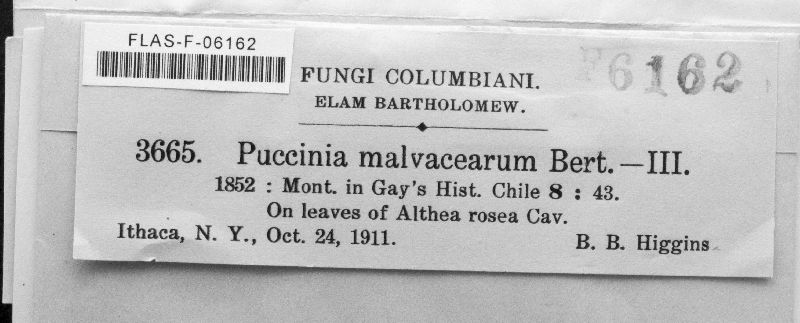 FLAS-F-06162
F6162
FUNGI COLUMBIANI.
ELAM BARTHOLOMEW.
3665. Puccinia malvacearum Bert.—III.
1852 : Mont. in Gay's Hist. Chile 8 : 43.
On leaves of Althea rosea Cav.
Ithaca, N. Y., Oct. 24, 1911. B. B. Higgins